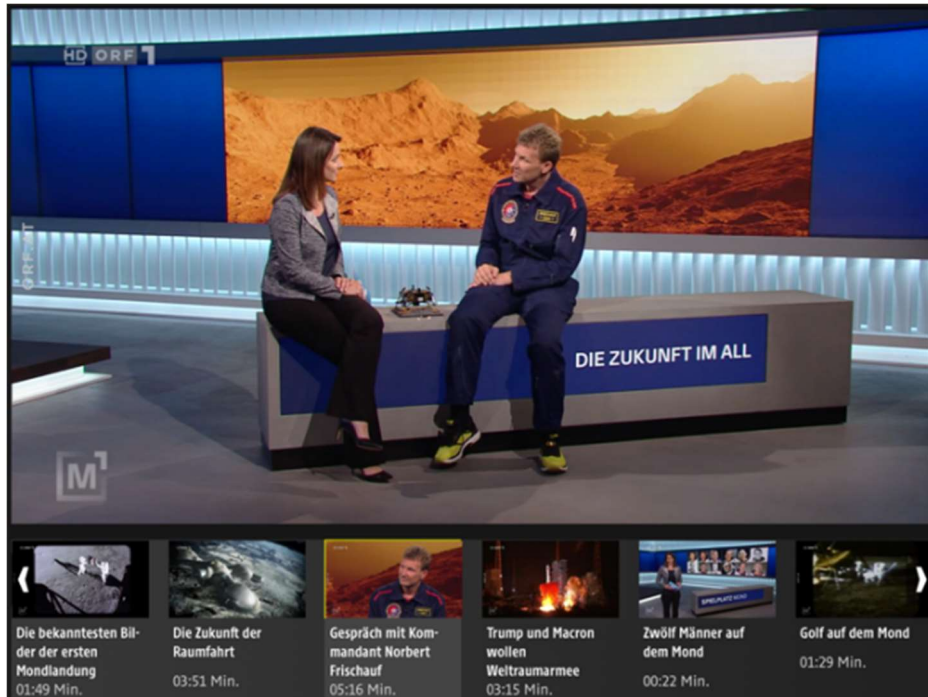 HD ORF 1
ORF.AT
DIE ZUKUNFT IM ALL
M
SPIELPLATZ MOND
Die bekanntesten Bil-
der der ersten
Mondlandung
01:49 Min.
Die Zukunft der
Raumfahrt
03:51 Min.
Gespräch mit Kom-
mandant Norbert
Frischauf
05:16 Min.
Trump und Macron
wollen
Weltraumarmee
03:15 Min.
Zwölf Männer auf
dem Mond
00:22 Min.
Golf auf dem Mond
01:29 Min.